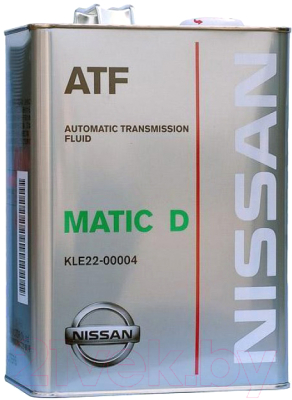 ATF
AUTOMATIC TRANSMISSION
FLUID
MATIC D
KLE22-00004
NISSAN
NISSAN